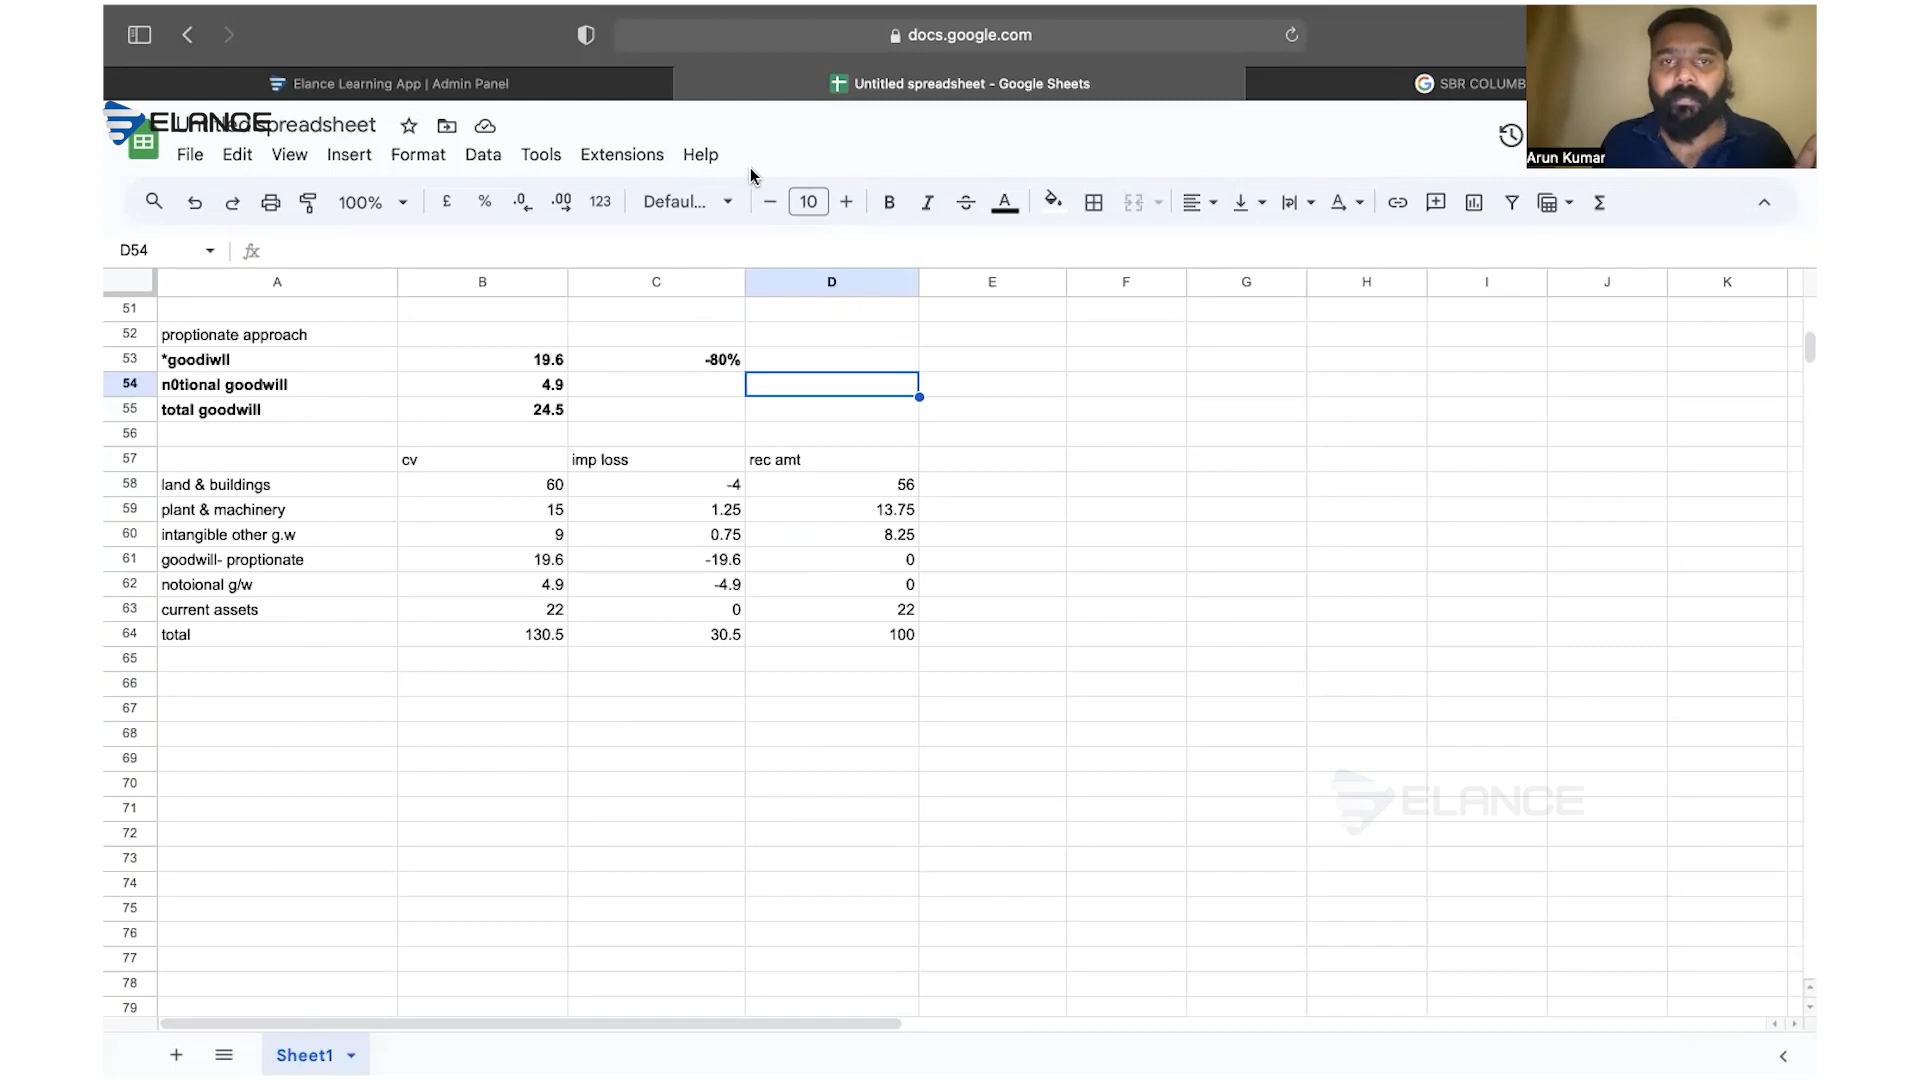 docs.google.com
Elance Learning App | Admin Panel
Untitled spreadsheet - Google Sheets
SBR COLUMB
ELANCE
spreadsheet
File Edit View Insert Format Data Tools Extensions Help
Arun Kumar
100% £ % .0 .00 123 Defaul... 10 B I S A A Σ
D54 fx
A B C D E F G H I J K
51
52 proptionate approach
53 *goodiwll 19.6 -80%
54 n0tional goodwill 4.9
55 total goodwill 24.5
56
57 cv imp loss rec amt
58 land & buildings 60 -4 56
59 plant & machinery 15 1.25 13.75
60 intangible other g.w 9 0.75 8.25
61 goodwill- proptionate 19.6 -19.6 0
62 notoional g/w 4.9 -4.9 0
63 current assets 22 0 22
64 total 130.5 30.5 100
65
66
67
68
69
70
71 ELANCE
72
73
74
75
76
77
78
79
Sheet1